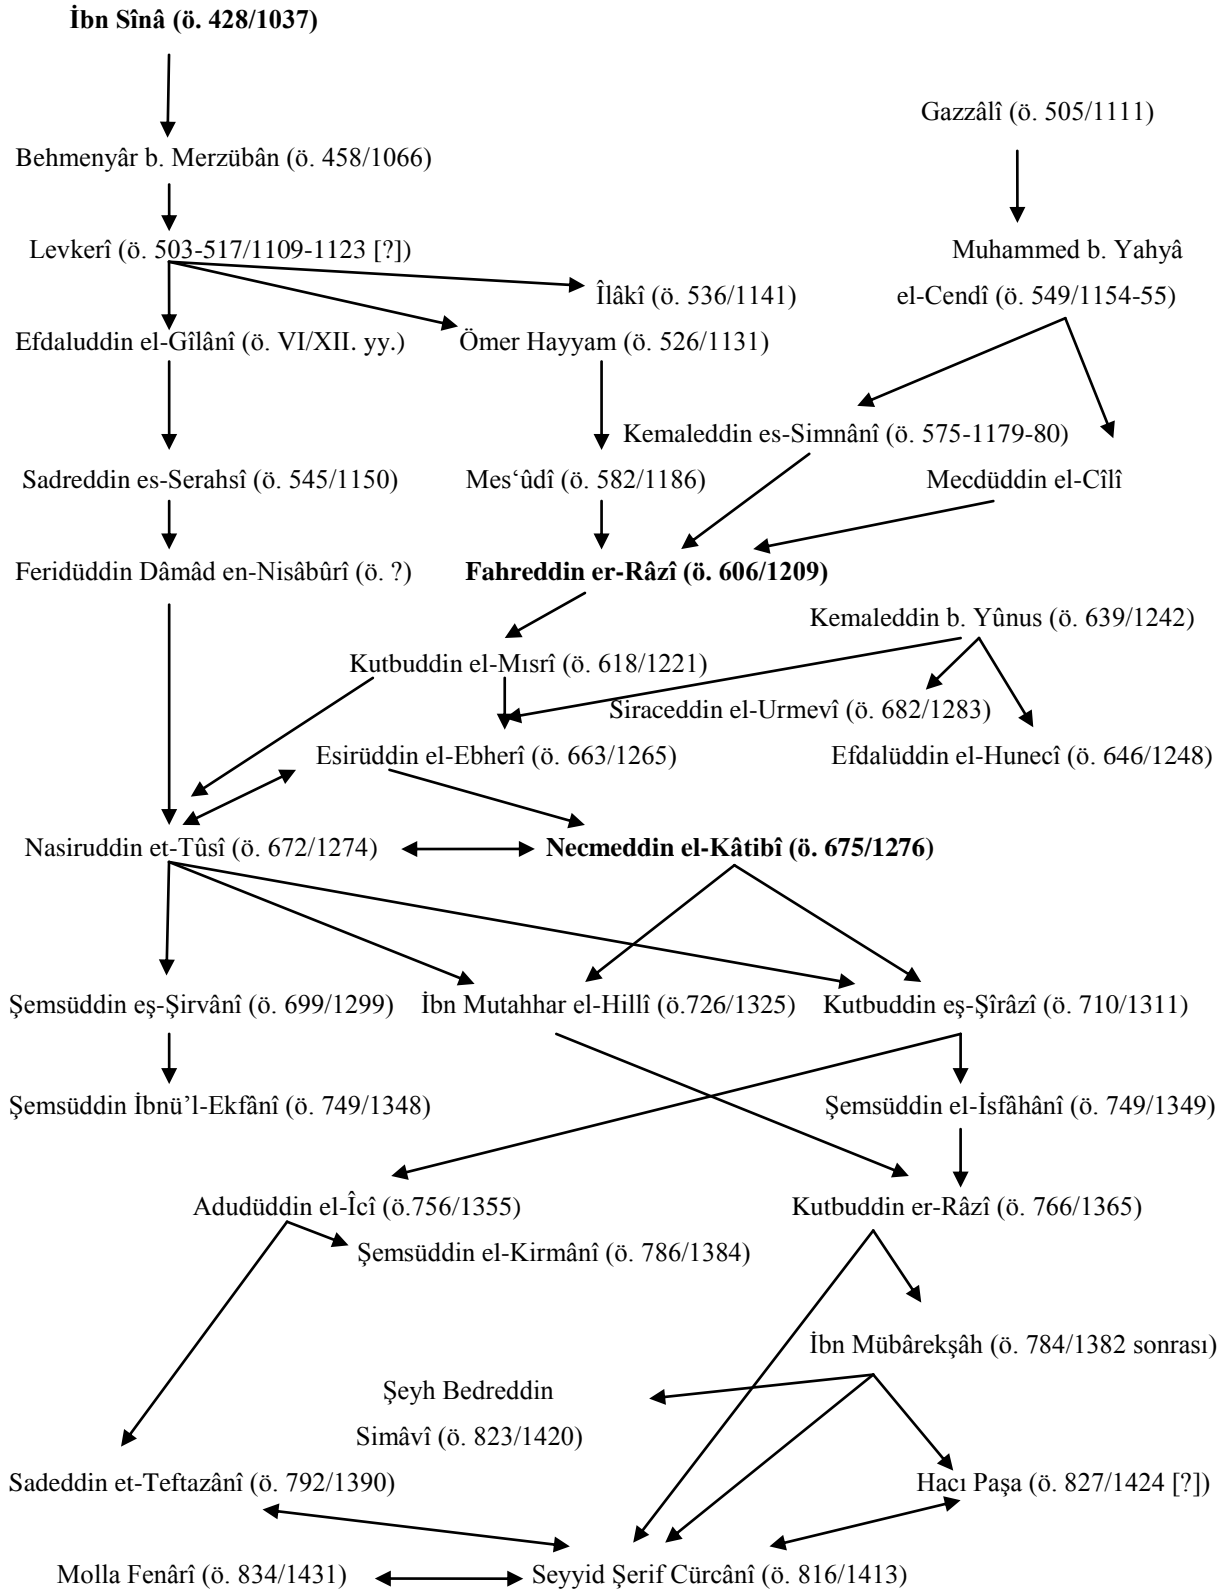 İbn Sînâ (ö. 428/1037)
Gazzâlî (ö. 505/1111)
Behmenyâr b. Merzübân (ö. 458/1066)
Levkerî (ö. 503-517/1109-1123 [?])
Muhammed b. Yahyâ
el-Cendî (ö. 549/1154-55)
Îlâkî (ö. 536/1141)
Efdaluddin el-Gîlânî (ö. VI/XII. yy.)
Ömer Hayyam (ö. 526/1131)
Kemaleddin es-Simnânî (ö. 575-1179-80)
Sadreddin es-Serahsî (ö. 545/1150)
Mes‘ûdî (ö. 582/1186)
Mecdüddin el-Cîlî
Feridüddin Dâmâd en-Nisâbûrî (ö. ?)
Fahreddin er-Râzî (ö. 606/1209)
Kemaleddin b. Yûnus (ö. 639/1242)
Kutbuddin el-Mısrî (ö. 618/1221)
Siraceddin el-Urmevî (ö. 682/1283)
Esirüddin el-Ebherî (ö. 663/1265)
Efdalüddin el-Hunecî (ö. 646/1248)
Nasiruddin et-Tûsî (ö. 672/1274)
Necmeddin el-Kâtibî (ö. 675/1276)
Şemsüddin eş-Şirvânî (ö. 699/1299)
İbn Mutahhar el-Hillî (ö.726/1325)
Kutbuddin eş-Şîrâzî (ö. 710/1311)
Şemsüddin İbnü’l-Ekfânî (ö. 749/1348)
Şemsüddin el-İsfâhânî (ö. 749/1349)
Adudüddin el-Îcî (ö.756/1355)
Kutbuddin er-Râzî (ö. 766/1365)
Şemsüddin el-Kirmânî (ö. 786/1384)
İbn Mübârekşâh (ö. 784/1382 sonrası)
Şeyh Bedreddin
Simâvî (ö. 823/1420)
Sadeddin et-Teftazânî (ö. 792/1390)
Hacı Paşa (ö. 827/1424 [?])
Molla Fenârî (ö. 834/1431)
Seyyid Şerif Cürcânî (ö. 816/1413)